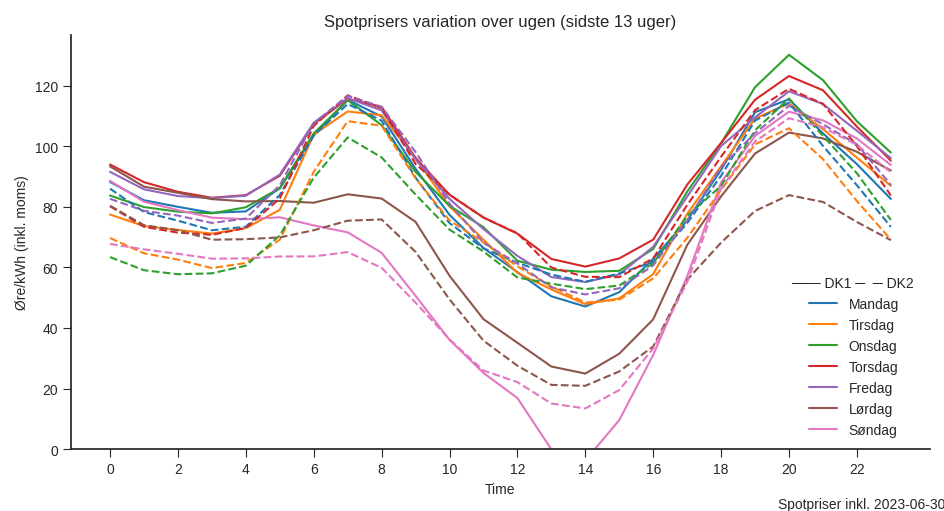 Spotprisers variation over ugen (sidste 13 uger)
Øre/kWh (inkl. moms)
120
100
80
60
40
20
0
0 2 4 6 8 10 12 14 16 18 20 22
Time
DK1 DK2
Mandag
Tirsdag
Onsdag
Torsdag
Fredag
Lørdag
Søndag
Spotpriser inkl. 2023-06-30